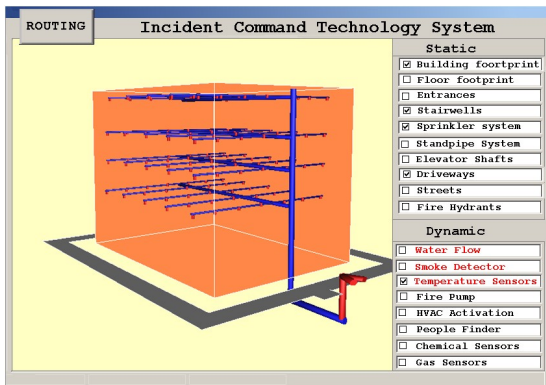 ROUTING
Incident Command Technology System
Static
Building foortprint
Floor footprint
Entrances
Stairwells
Sprinkler system
Standpipe System
Elevator Shafts
Driveways
Streets
Fire Hydrants
Dynamic
Water Flow
Smoke Detector
Temperature Sensors
Fire Pump
HVAC Activation
People Finder
Chemical Sensors
Gas Sensors